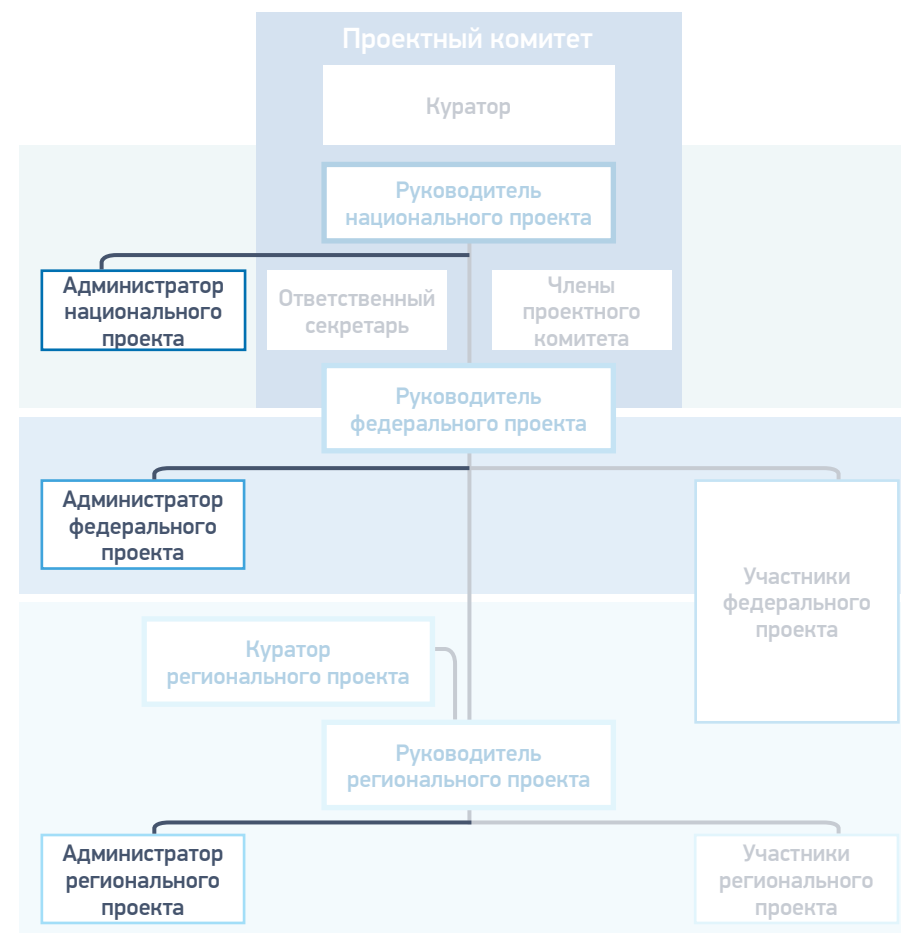 Проектный комитет
Куратор
Руководитель
национального проекта
Администратор
национального
проекта
Ответственный
секретарь
Члены
проектного
комитета
Руководитель
федерального проекта
Администратор
федерального
проекта
Участники
федерального
проекта
Куратор
регионального проекта
Руководитель
регионального проекта
Администратор
регионального
проекта
Участники
регионального
проекта